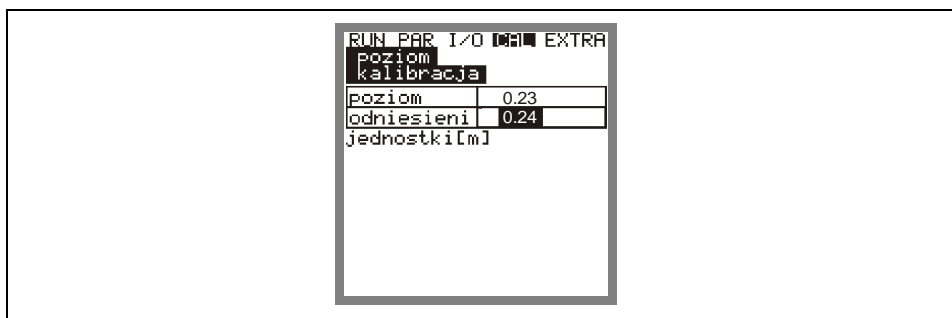 RUN PAR I/O CAL EXTRA
poziom
kalibracja
poziom 0.23
odniesieni 0.24
jednostki[m]